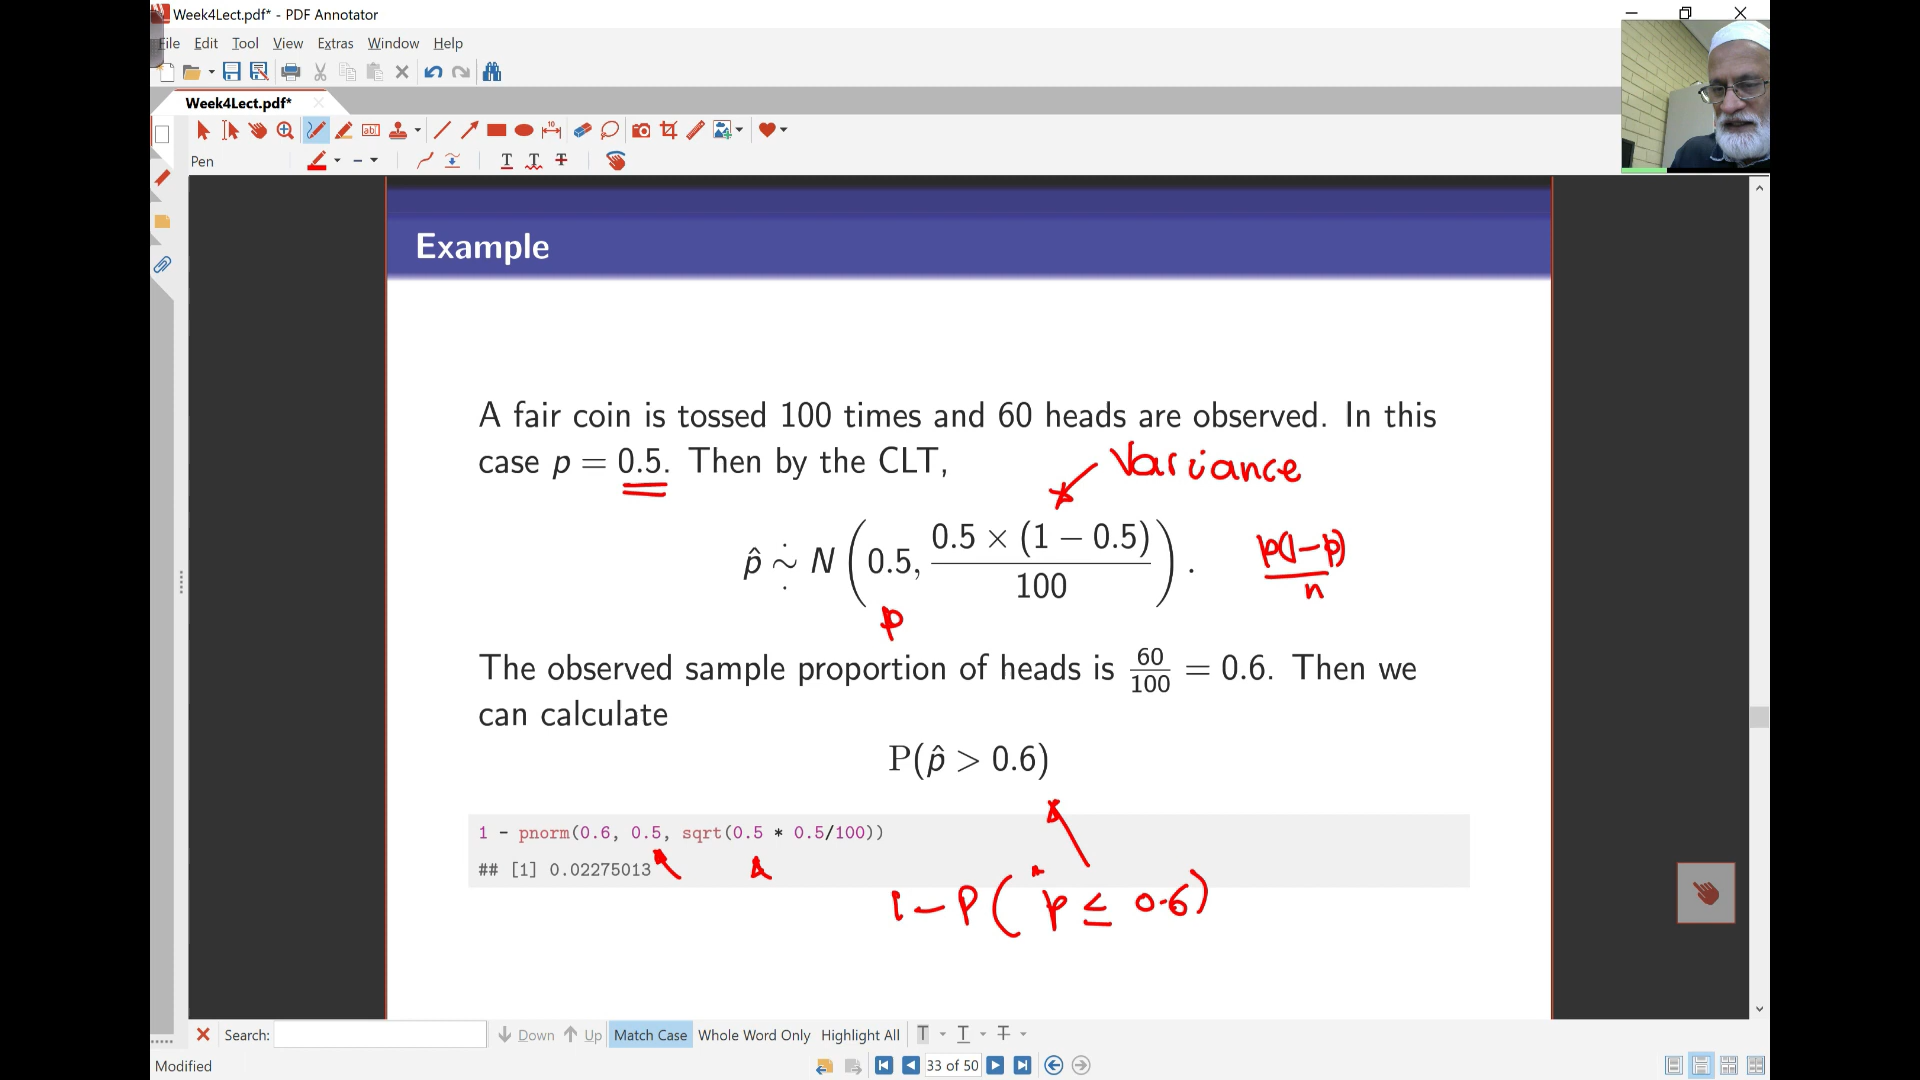 Week4Lect.pdf* - PDF Annotator
File Edit Tool View Extras Window Help
Week4Lect.pdf*
Pen
Example
A fair coin is tossed 100 times and 60 heads are observed. In this
case p = 0.5. Then by the CLT,
Variance
p̂ ∼ N(0.5, 0.5 × (1 − 0.5) / 100).
p(1−p) / n
p
The observed sample proportion of heads is 60/100 = 0.6. Then we
can calculate
P(p̂ > 0.6)
1 - pnorm(0.6, 0.5, sqrt(0.5 * 0.5/100))
## [1] 0.02275013
1 − P(p̂ ≤ 0.6)
Search: Down Up Match Case Whole Word Only Highlight All
Modified 33 of 50